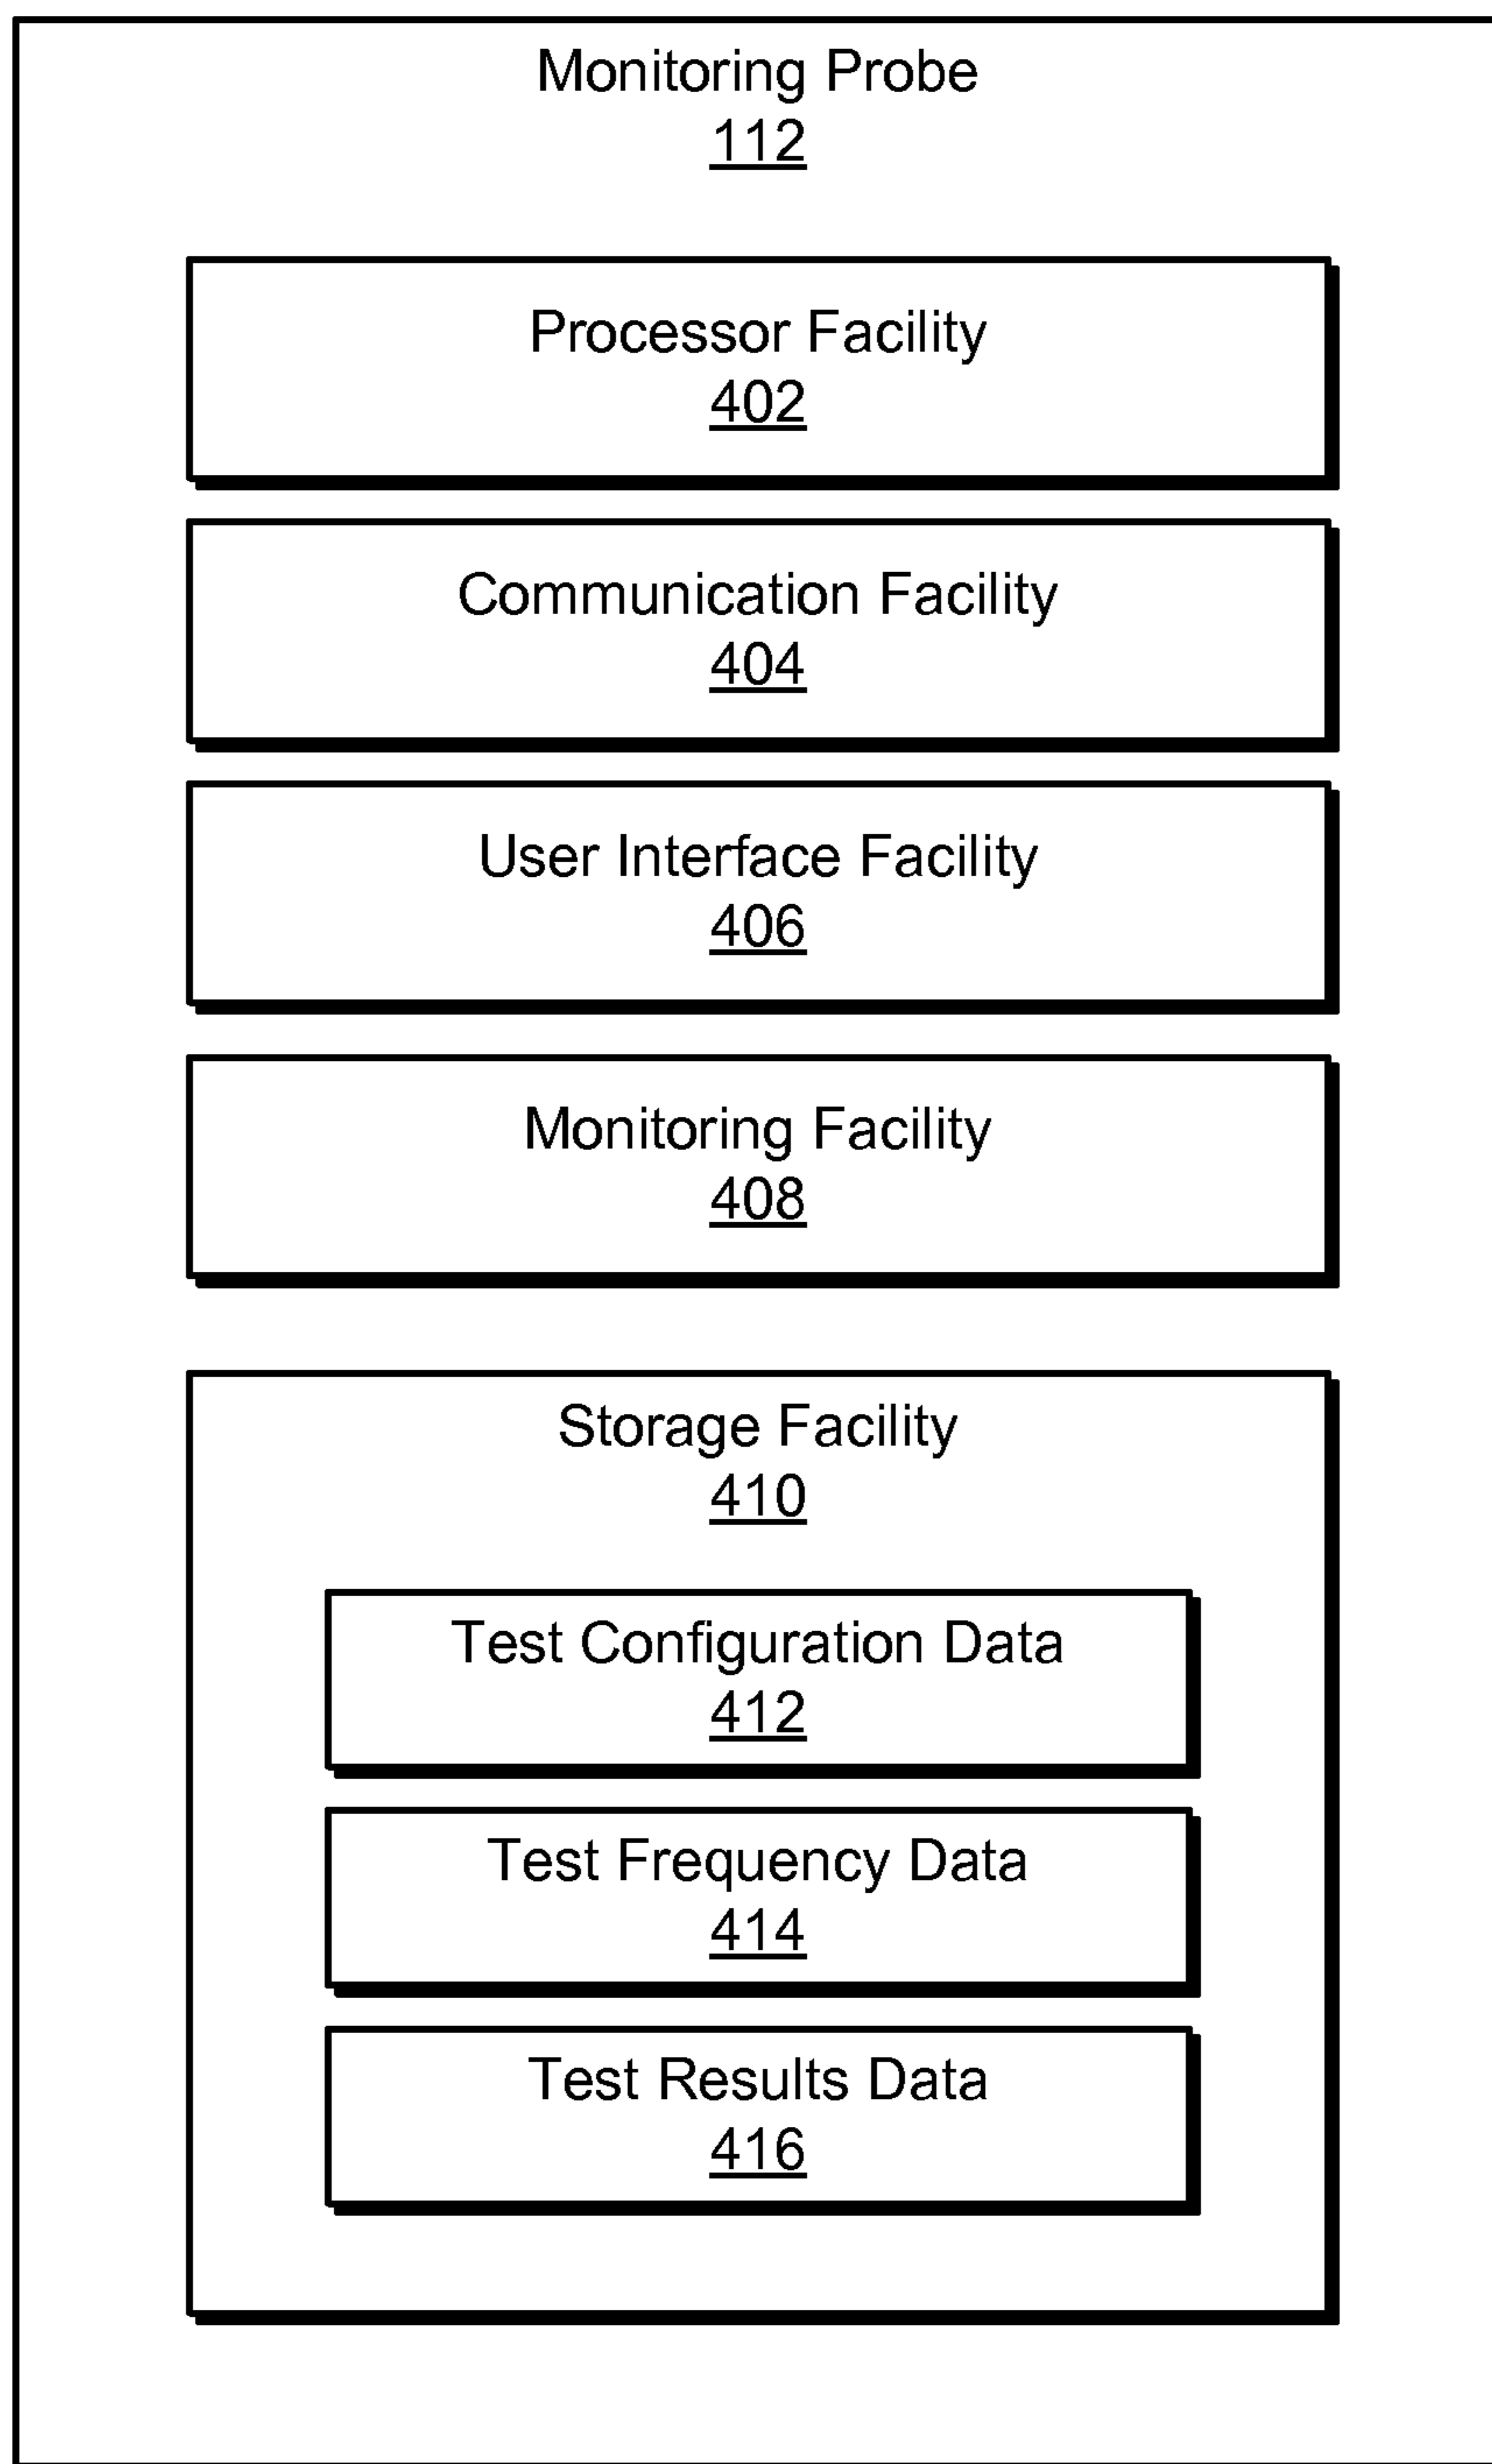 Monitoring Probe
112
Processor Facility
402
Communication Facility
404
User Interface Facility
406
Monitoring Facility
408
Storage Facility
410
Test Configuration Data
412
Test Frequency Data
414
Test Results Data
416